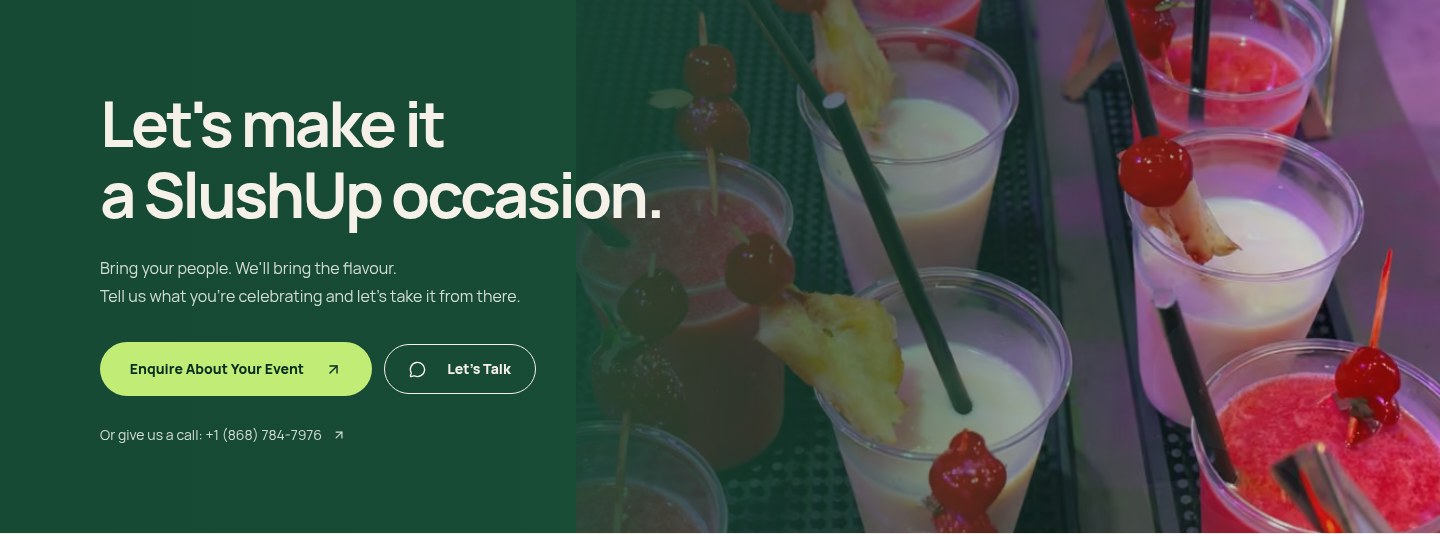 Let's make it
a SlushUp occasion.
Bring your people. We'll bring the flavour.
Tell us what you're celebrating and let's take it from there.
Enquire About Your Event
Let's Talk
Or give us a call: +1 (868) 784-7976